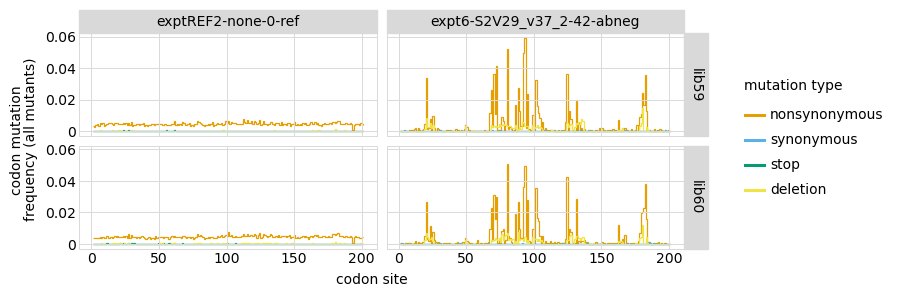 exptREF2-none-0-ref
expt6-S2V29_v37_2-42-abneg
codon mutation
frequency (all mutants)
0.06
0.04
0.02
0
lib59
0.06
0.04
0.02
0
lib60
0
50
100
150
200
0
50
100
150
200
codon site
mutation type
nonsynonymous
synonymous
stop
deletion